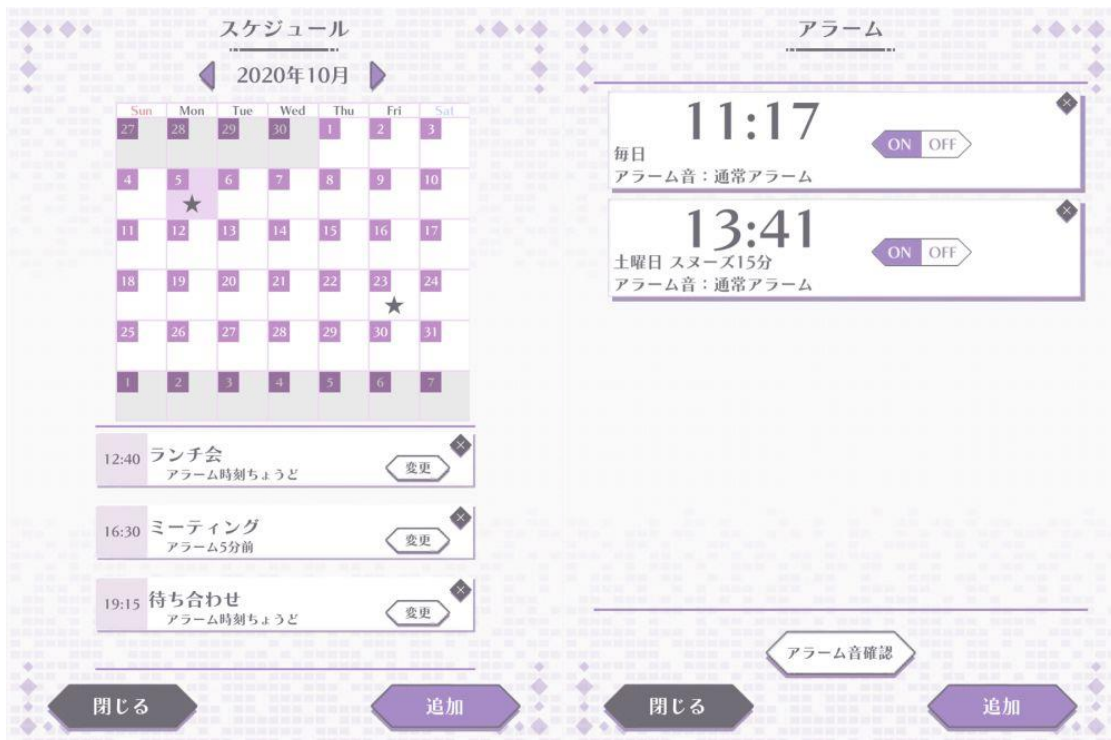 スケジュール
2020年10月
Sun Mon Tue Wed Thu Fri Sat
27 28 29 30 1 2 3
4 5 6 7 8 9 10
11 12 13 14 15 16 17
18 19 20 21 22 23 24
25 26 27 28 29 30 31
1 2 3 4 5 6 7
12:40 ランチ会
アラーム時刻ちょうど
変更
16:30 ミーティング
アラーム5分前
変更
19:15 待ち合わせ
アラーム時刻ちょうど
変更
閉じる 追加
アラーム
11:17
ON OFF
毎日
アラーム音：通常アラーム
13:41
ON OFF
土曜日 スヌーズ15分
アラーム音：通常アラーム
アラーム音確認
閉じる 追加